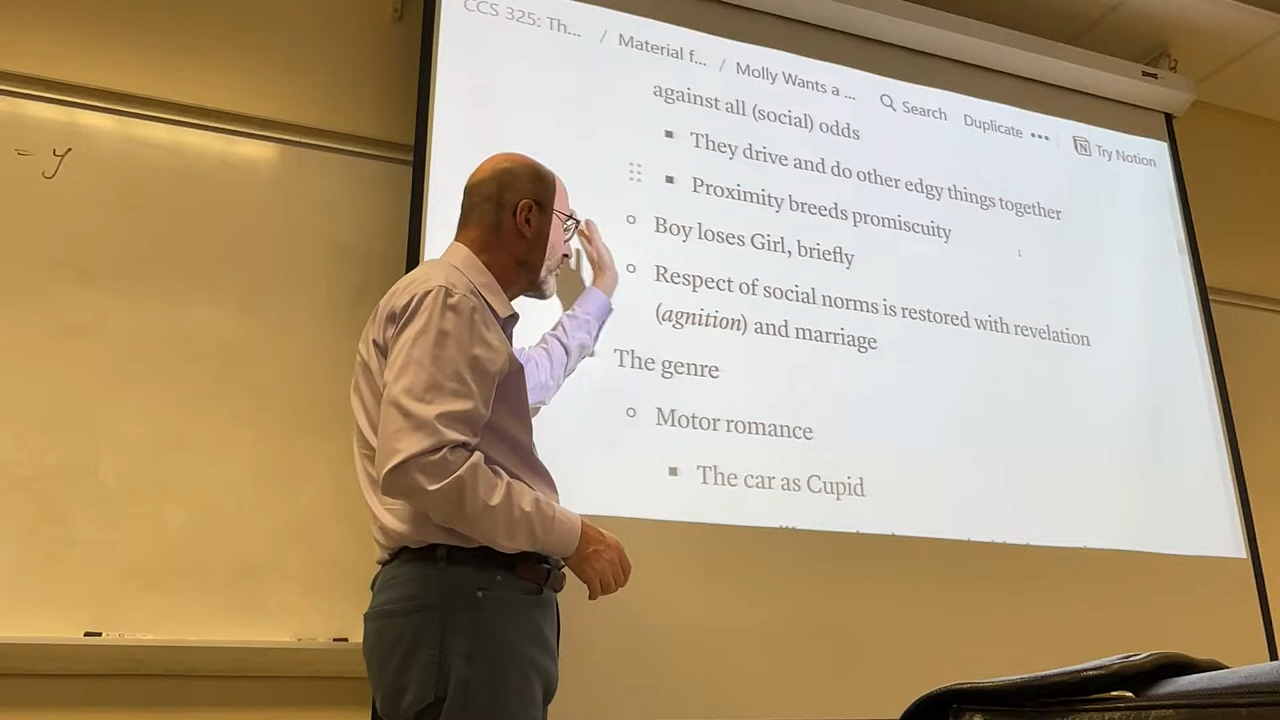 CCS 325: Th... / Material f... / Molly Wants a ... Search Duplicate ••• Try Notion
against all (social) odds
▪ They drive and do other edgy things together
▪ Proximity breeds promiscuity
○ Boy loses Girl, briefly
○ Respect of social norms is restored with revelation
(agnition) and marriage
The genre
○ Motor romance
▪ The car as Cupid
= y